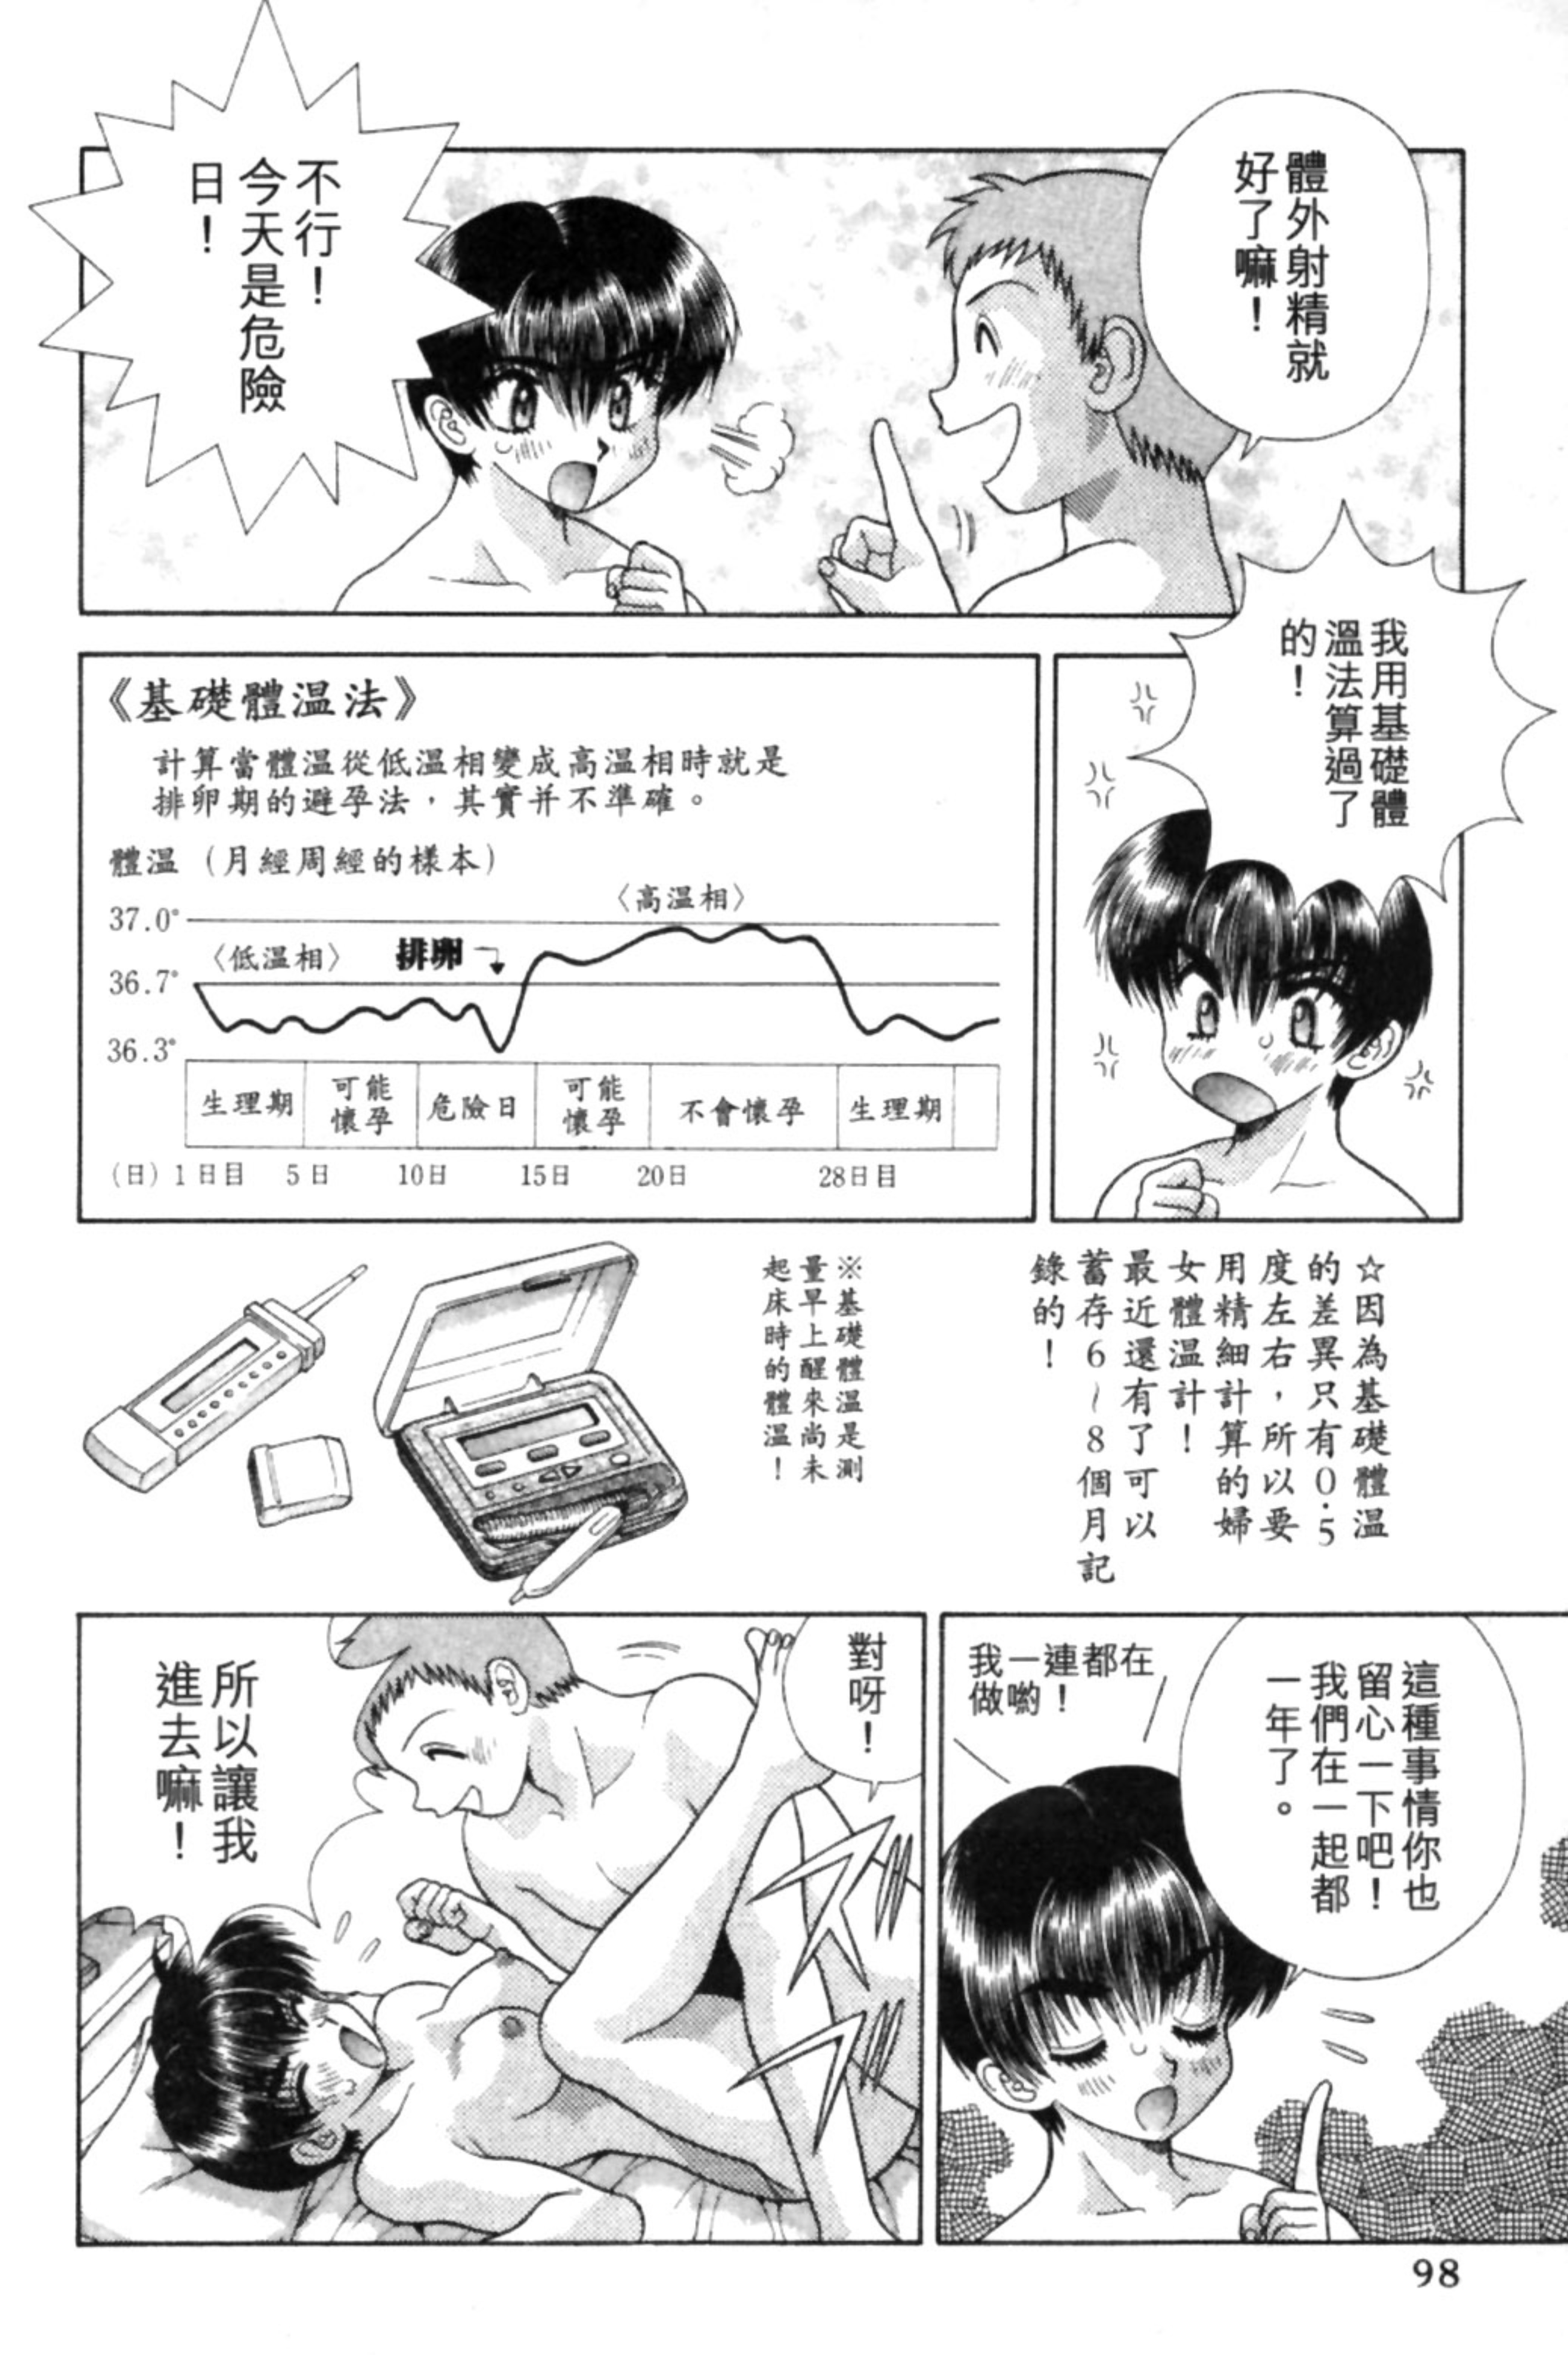 體外射精就
好了嘛！
不行！
今天是危險
日！
我用基礎體
溫法算過了
的！
《基礎體温法》
計算當體温從低温相變成高温相時就是
排卵期的避孕法，其實并不準確。
體温（月經周經的樣本）
〈高温相〉
37.0°
〈低温相〉 排卵
36.7°
36.3°
生理期 可能懷孕 危險日 可能懷孕 不會懷孕 生理期
(日) 1日目 5日 10日 15日 20日 28日目
☆因為基礎體温
的差異只有0.5
度左右，所以要
用精細計算的婦
女體温計！
最近還有了可以
蓄存6~8個月記
錄的！
※基礎體温是測
量早上醒來尚未
起床時的體温！
這種事情你也
留心一下吧！
我們在一起都
一年了。
我一連都在
做喲！
對呀！
所以讓我
進去嘛！
98